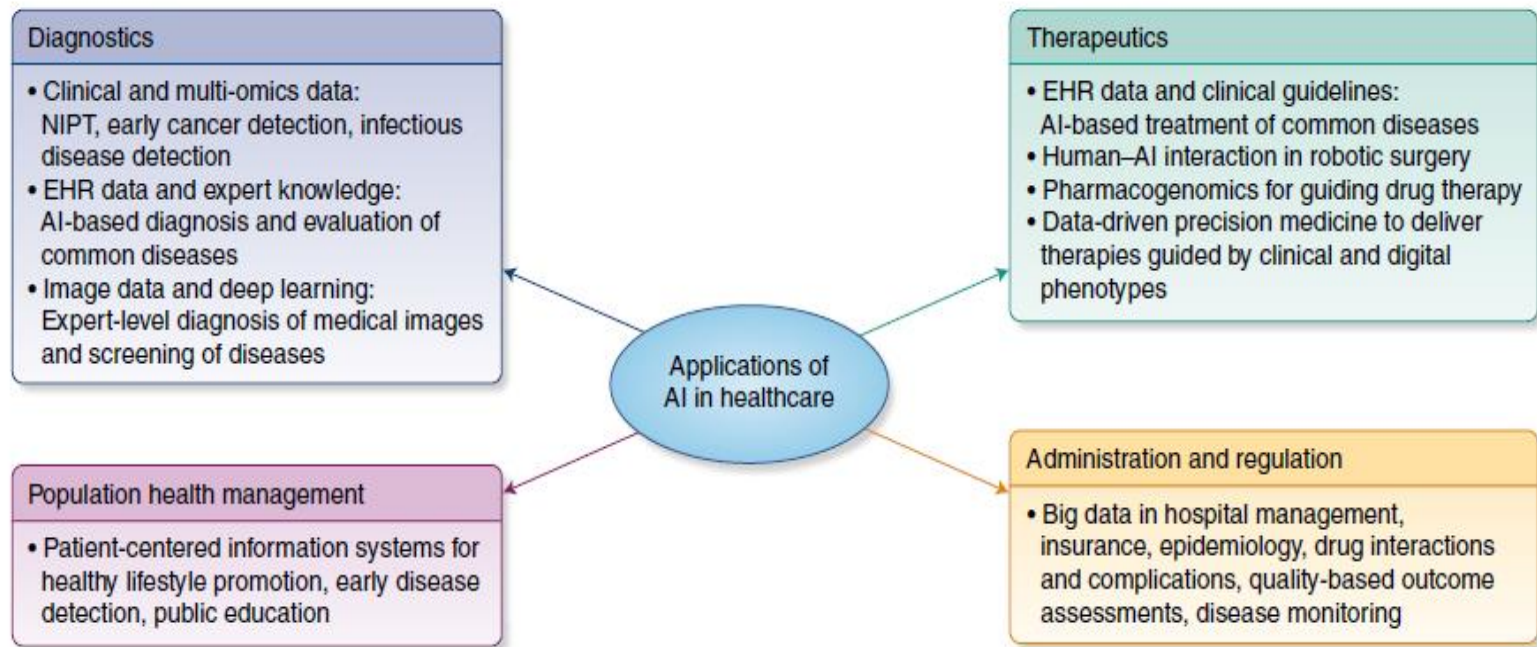 Diagnostics
• Clinical and multi-omics data:
NIPT, early cancer detection, infectious
disease detection
• EHR data and expert knowledge:
AI-based diagnosis and evaluation of
common diseases
• Image data and deep learning:
Expert-level diagnosis of medical images
and screening of diseases
Therapeutics
• EHR data and clinical guidelines:
AI-based treatment of common diseases
• Human–AI interaction in robotic surgery
• Pharmacogenomics for guiding drug therapy
• Data-driven precision medicine to deliver
therapies guided by clinical and digital
phenotypes
Applications of
AI in healthcare
Population health management
• Patient-centered information systems for
healthy lifestyle promotion, early disease
detection, public education
Administration and regulation
• Big data in hospital management,
insurance, epidemiology, drug interactions
and complications, quality-based outcome
assessments, disease monitoring